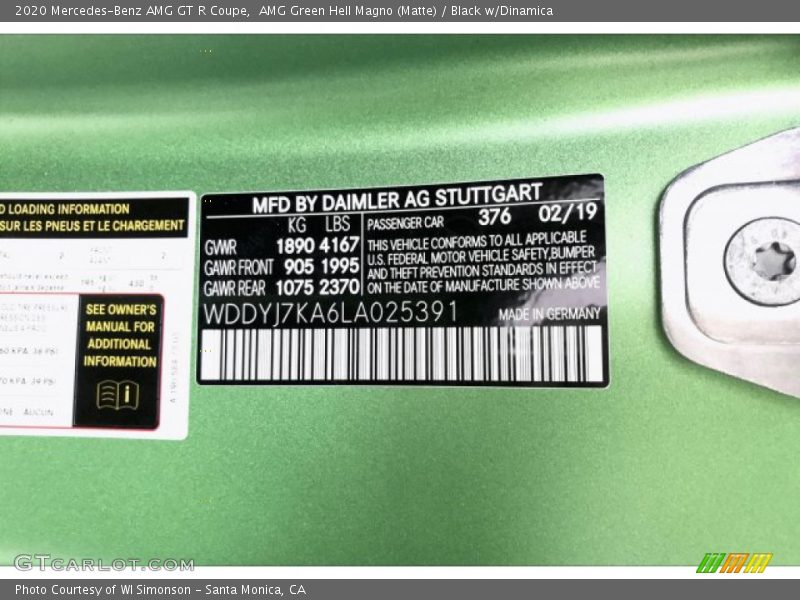 2020 Mercedes-Benz AMG GT R Coupe, AMG Green Hell Magno (Matte) / Black w/Dinamica
LOADING INFORMATION
SUR LES PNEUS ET LE CHARGEMENT
SEE OWNER'S
MANUAL FOR
ADDITIONAL
INFORMATION
MFD BY DAIMLER AG STUTTGART
KG LBS
GVWR 1890 4167
GAWR FRONT 905 1995
GAWR REAR 1075 2370
PASSENGER CAR 376 02/19
THIS VEHICLE CONFORMS TO ALL APPLICABLE
U.S. FEDERAL MOTOR VEHICLE SAFETY,BUMPER
AND THEFT PREVENTION STANDARDS IN EFFECT
ON THE DATE OF MANUFACTURE SHOWN ABOVE
WDDYJ7KA6LA025391
MADE IN GERMANY
GTCARLOT.COM
Photo Courtesy of WI Simonson - Santa Monica, CA